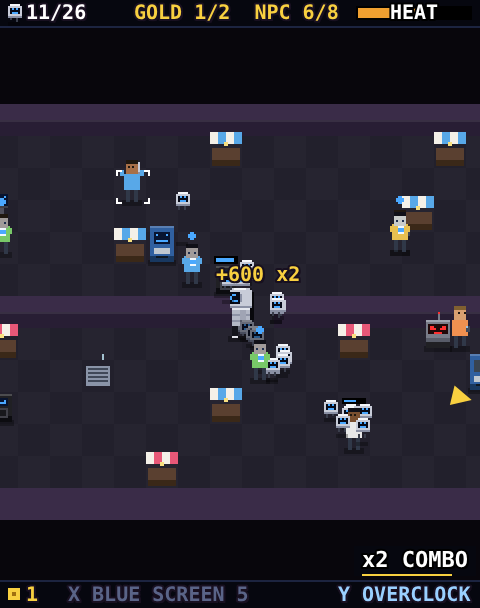 11/26 GOLD 1/2 NPC 6/8 HEAT
+600 x2
x2 COMBO
1 X BLUE SCREEN 5 Y OVERCLOCK